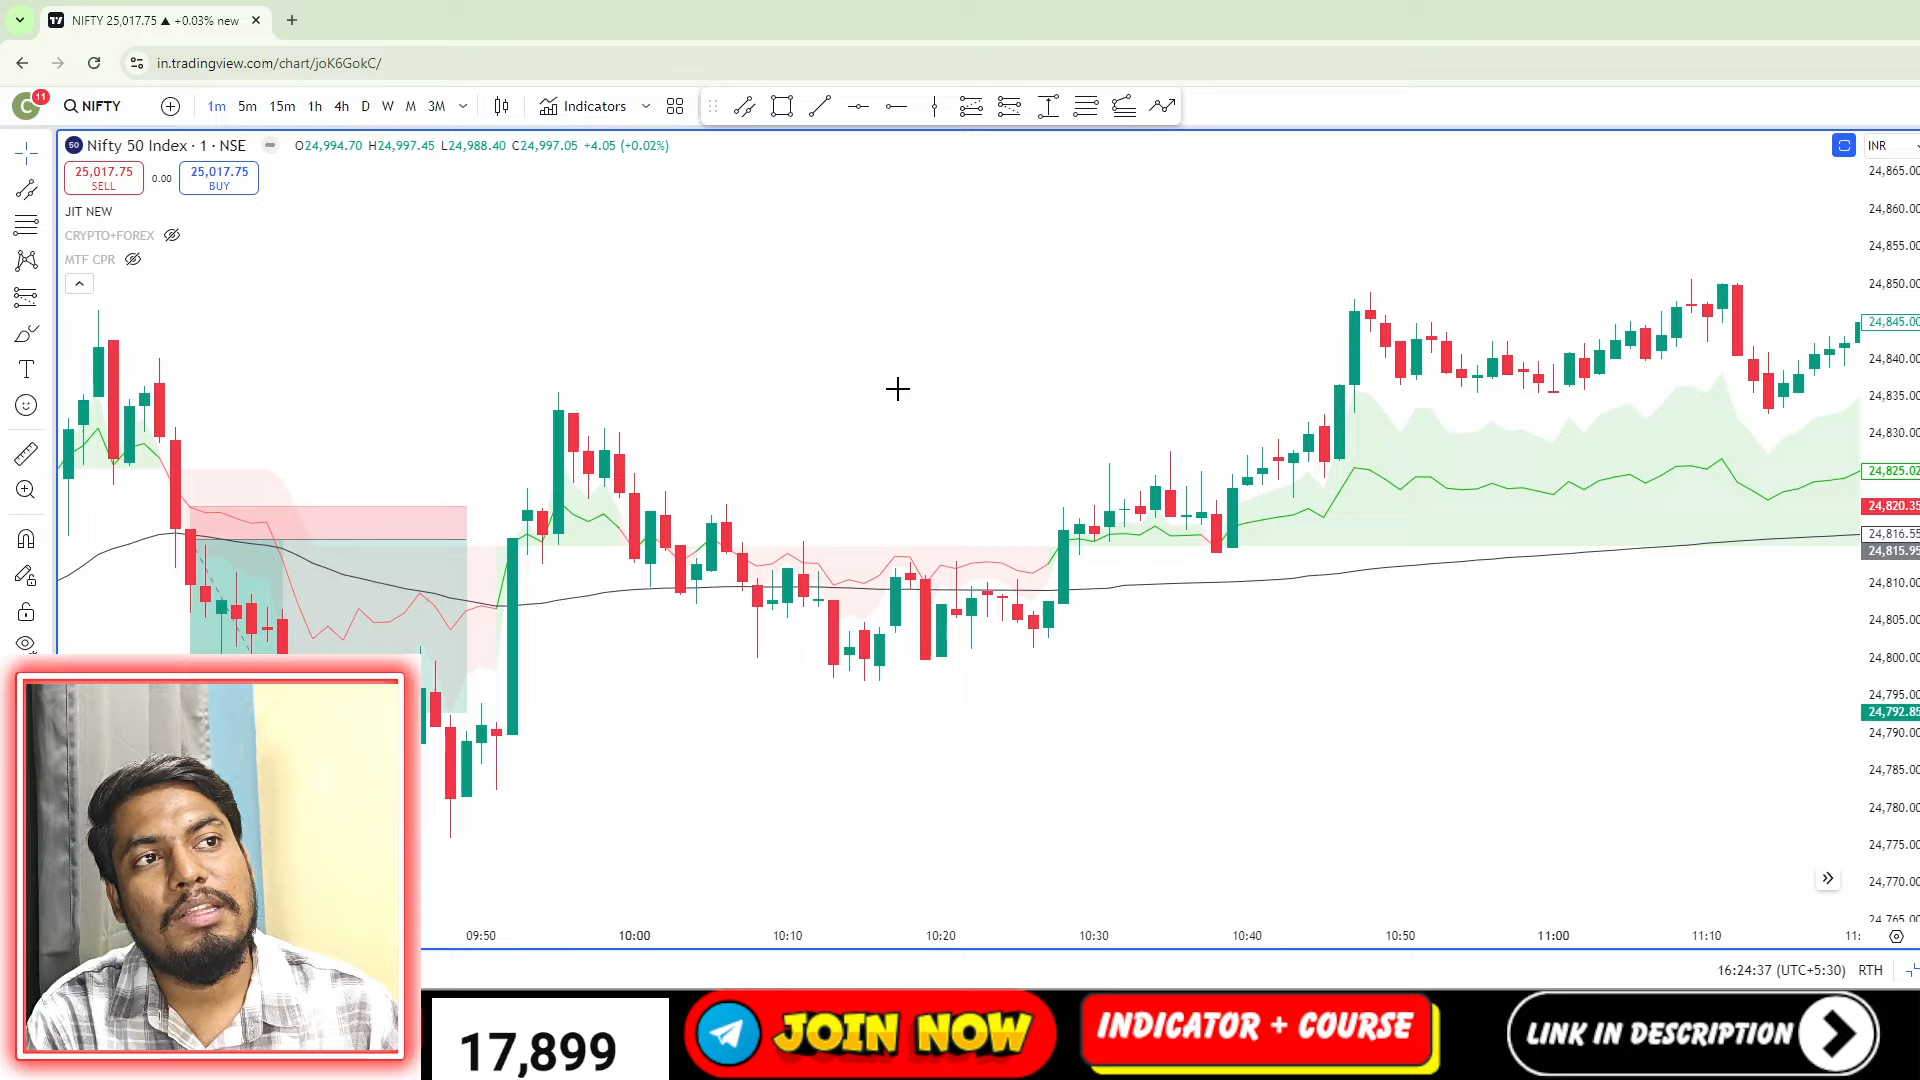 NIFTY 25,017.75 ▲ +0.03% new
in.tradingview.com/chart/joK6GokC/
C 11 NIFTY 1m 5m 15m 1h 4h D W M 3M Indicators
50 Nifty 50 Index · 1 · NSE O24,994.70 H24,997.45 L24,988.40 C24,997.05 +4.05 (+0.02%)
INR
25,017.75 0.00 25,017.75
SELL BUY
JIT NEW
CRYPTO+FOREX
MTF CPR
24,865.00
24,860.00
24,855.00
24,850.00
24,845.00
24,840.00
24,835.00
24,830.00
24,825.02
24,820.35
24,816.55
24,815.95
24,810.00
24,805.00
24,800.00
24,795.00
24,792.85
24,790.00
24,785.00
24,780.00
24,775.00
24,770.00
24,765.00
09:50 10:00 10:10 10:20 10:30 10:40 10:50 11:00 11:10 11:
16:24:37 (UTC+5:30) RTH
17,899
JOIN NOW
INDICATOR + COURSE
LINK IN DESCRIPTION